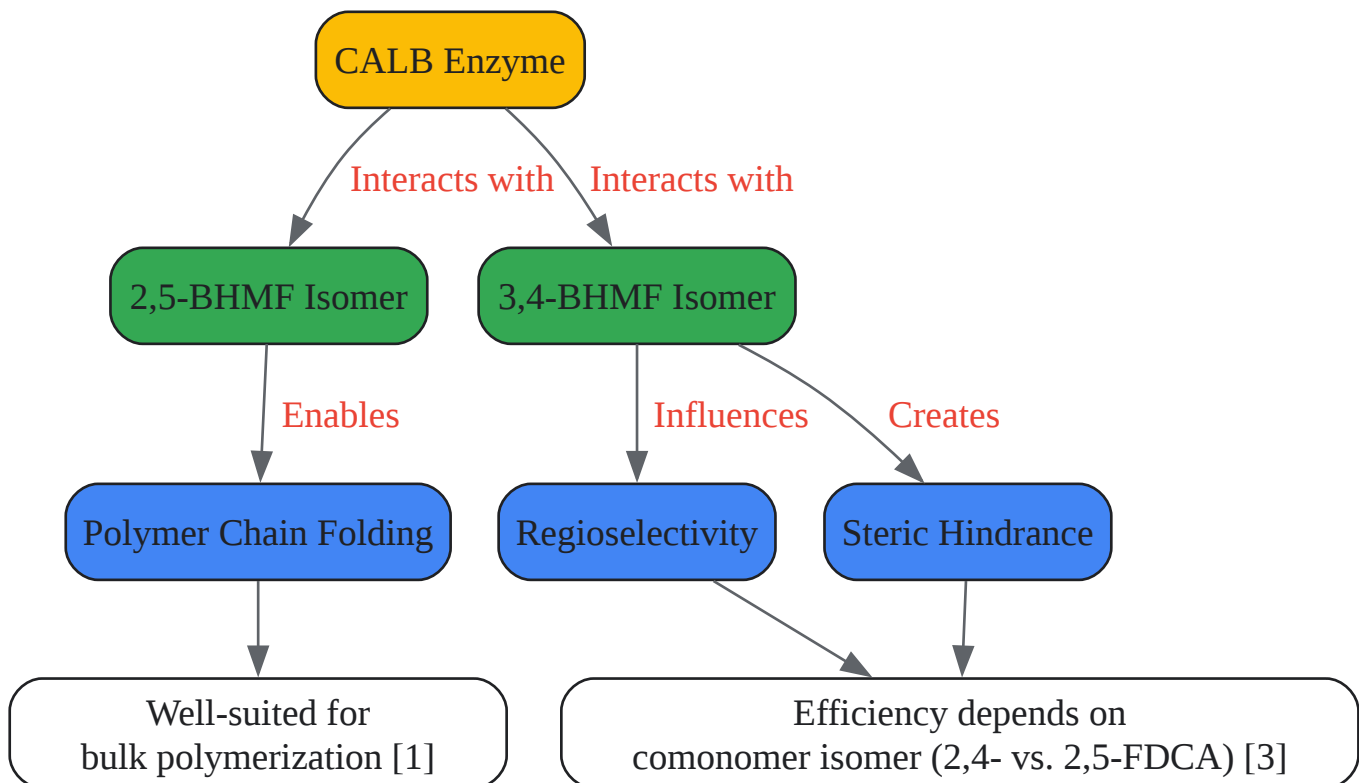 CALB Enzyme
Interacts with
Interacts with
2,5-BHMF Isomer
3,4-BHMF Isomer
Enables
Influences
Creates
Polymer Chain Folding
Regioselectivity
Steric Hindrance
Well-suited for
bulk polymerization [1]
Efficiency depends on
comonomer isomer (2,4- vs. 2,5-FDCA) [3]